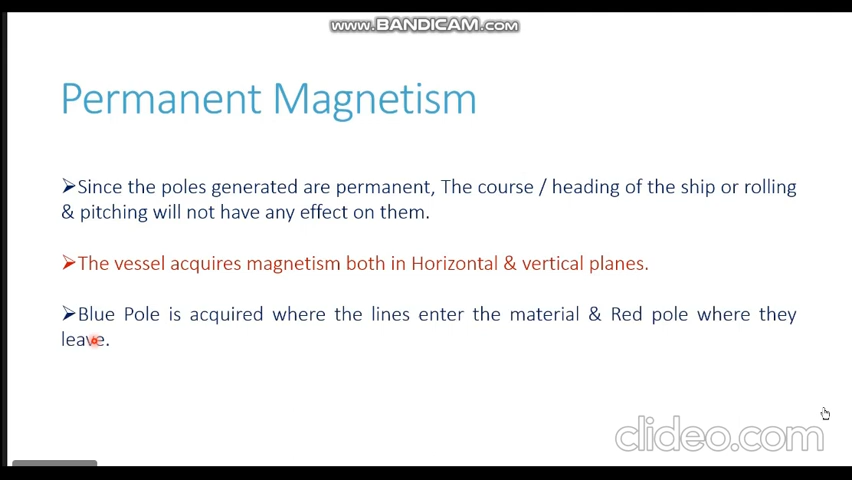 www.BANDICAM.com
Permanent Magnetism
➢Since the poles generated are permanent, The course / heading of the ship or rolling
& pitching will not have any effect on them.
➢The vessel acquires magnetism both in Horizontal & vertical planes.
➢Blue Pole is acquired where the lines enter the material & Red pole where they
leave.
clideo.com